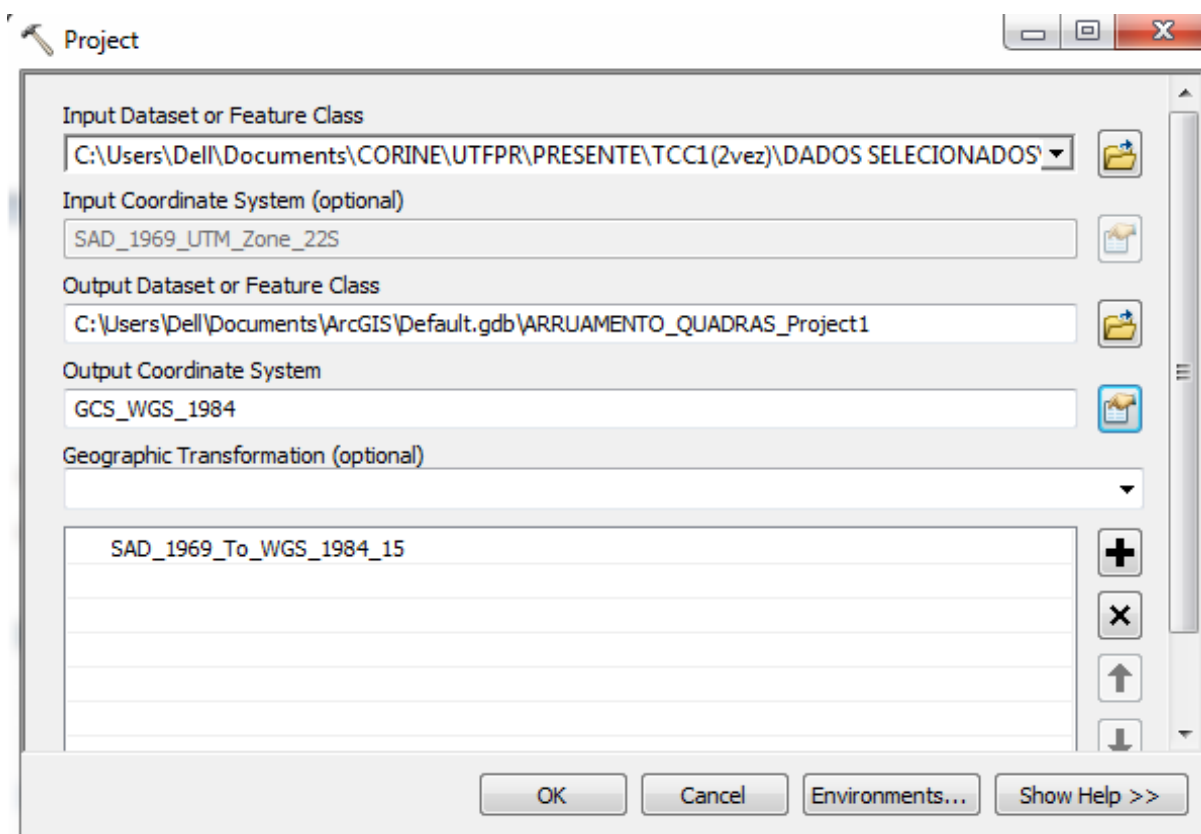 Project
Input Dataset or Feature Class
C:\Users\Dell\Documents\CORINE\UTFPR\PRESENTE\TCC1(2vez)\DADOS SELECIONADOS\
Input Coordinate System (optional)
SAD_1969_UTM_Zone_22S
Output Dataset or Feature Class
C:\Users\Dell\Documents\ArcGIS\Default.gdb\ARRUAMENTO_QUADRAS_Project1
Output Coordinate System
GCS_WGS_1984
Geographic Transformation (optional)
SAD_1969_To_WGS_1984_15
OK Cancel Environments... Show Help >>